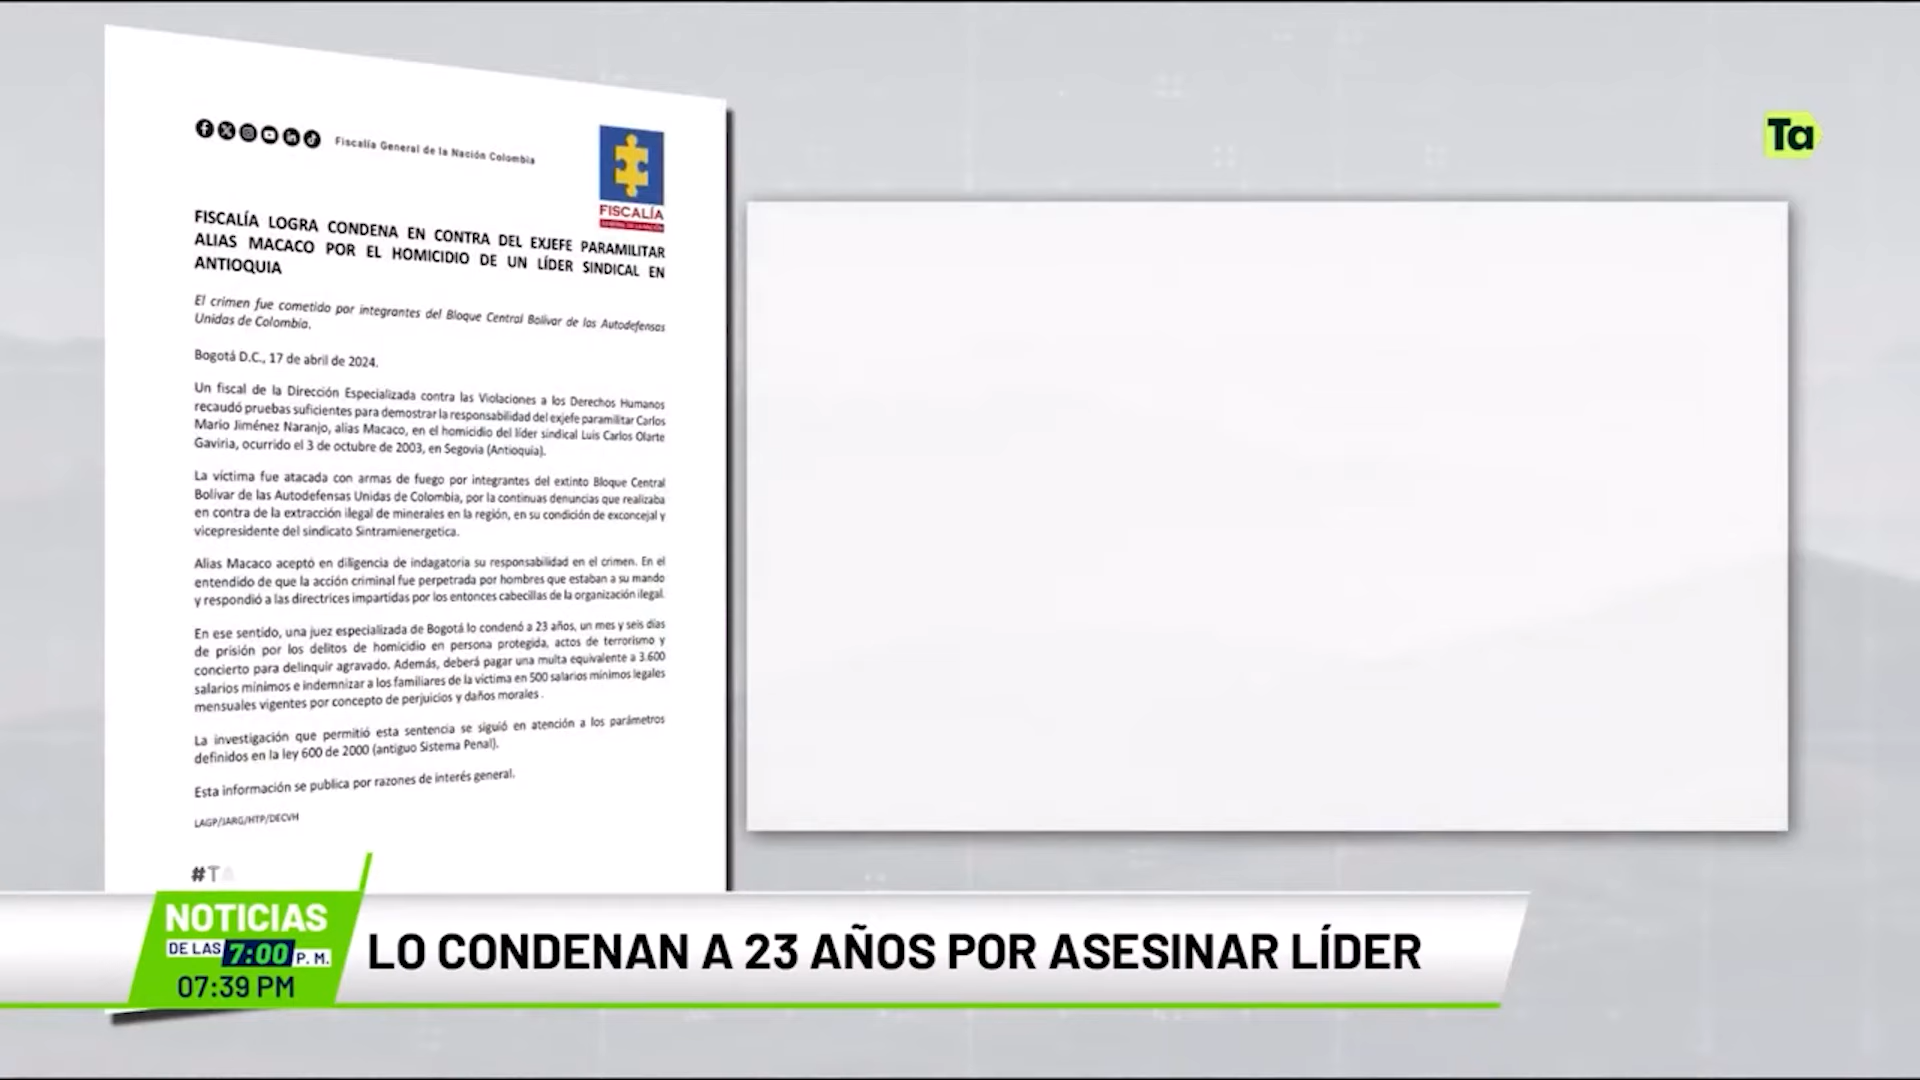 Fiscalía General de la Nación Colombia
FISCALÍA
FISCALÍA LOGRA CONDENA EN CONTRA DEL EXJEFE PARAMILITAR
ALIAS MACACO POR EL HOMICIDIO DE UN LÍDER SINDICAL EN
ANTIOQUIA
El crimen fue cometido por integrantes del Bloque Central Bolívar de las Autodefensas
Unidas de Colombia.
Bogotá D.C., 17 de abril de 2024.
Un fiscal de la Dirección Especializada contra las Violaciones a los Derechos Humanos
recaudó pruebas suficientes para demostrar la responsabilidad del exjefe paramilitar Carlos
Mario Jiménez Naranjo, alias Macaco, en el homicidio del líder sindical Luis Carlos Olarte
Gaviria, ocurrido el 3 de octubre de 2003, en Segovia (Antioquia).
La víctima fue atacada con armas de fuego por integrantes del extinto Bloque Central
Bolívar de las Autodefensas Unidas de Colombia, por la continuas denuncias que realizaba
en contra de la extracción ilegal de minerales en la región, en su condición de exconcejal y
vicepresidente del sindicato Sintramienergetica.
Alias Macaco aceptó en diligencia de indagatoria su responsabilidad en el crimen. En el
entendido de que la acción criminal fue perpetrada por hombres que estaban a su mando
y respondió a las directrices impartidas por los entonces cabecillas de la organización ilegal.
En ese sentido, una juez especializada de Bogotá lo condenó a 23 años, un mes y seis días
de prisión por los delitos de homicidio en persona protegida, actos de terrorismo y
concierto para delinquir agravado. Además, deberá pagar una multa equivalente a 3.600
salarios mínimos e indemnizar a los familiares de la víctima en 500 salarios mínimos legales
mensuales vigentes por concepto de perjuicios y daños morales .
La investigación que permitió esta sentencia se siguió en atención a los parámetros
definidos en la ley 600 de 2000 (antiguo Sistema Penal).
Esta información se publica por razones de interés general.
LAGP/JARG/HTP/DECVH
#TA
Ta
NOTICIAS
DE LAS 7:00 P. M.
07:39 PM
LO CONDENAN A 23 AÑOS POR ASESINAR LÍDER